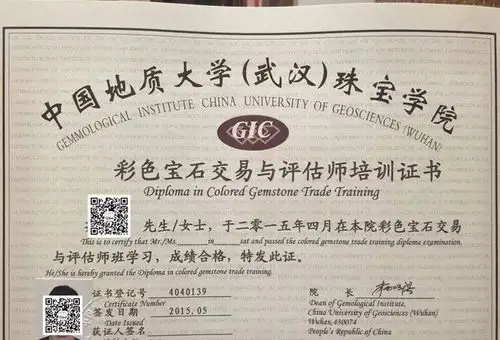 中国地质大学(武汉)珠宝学院
GEMMOLOGICAL INSTITUTE CHINA UNIVERSITY OF GEOSCIENCES (WUHAN)
GIC
彩色宝石交易与评估师培训证书
Diploma in Colored Gemstone Trade Training
先生/女士，于二〇一五年四月在本院彩色宝石交易
This is to certify that Mr./Ms. in sat and passed the colored gemstone trade training diploma examination.
与评估师班学习，成绩合格，特发此证。
He/She is hereby granted the Diploma in colored gemstone trade training.
证书登记号 4040139
Certificate Number
签发日期 2015.05
Date Issued
获证人签名
院 长
Dean of Gemological Institute,
China University of Geosciences (Wuhan)
Wuhan,430074
People's Republic of China